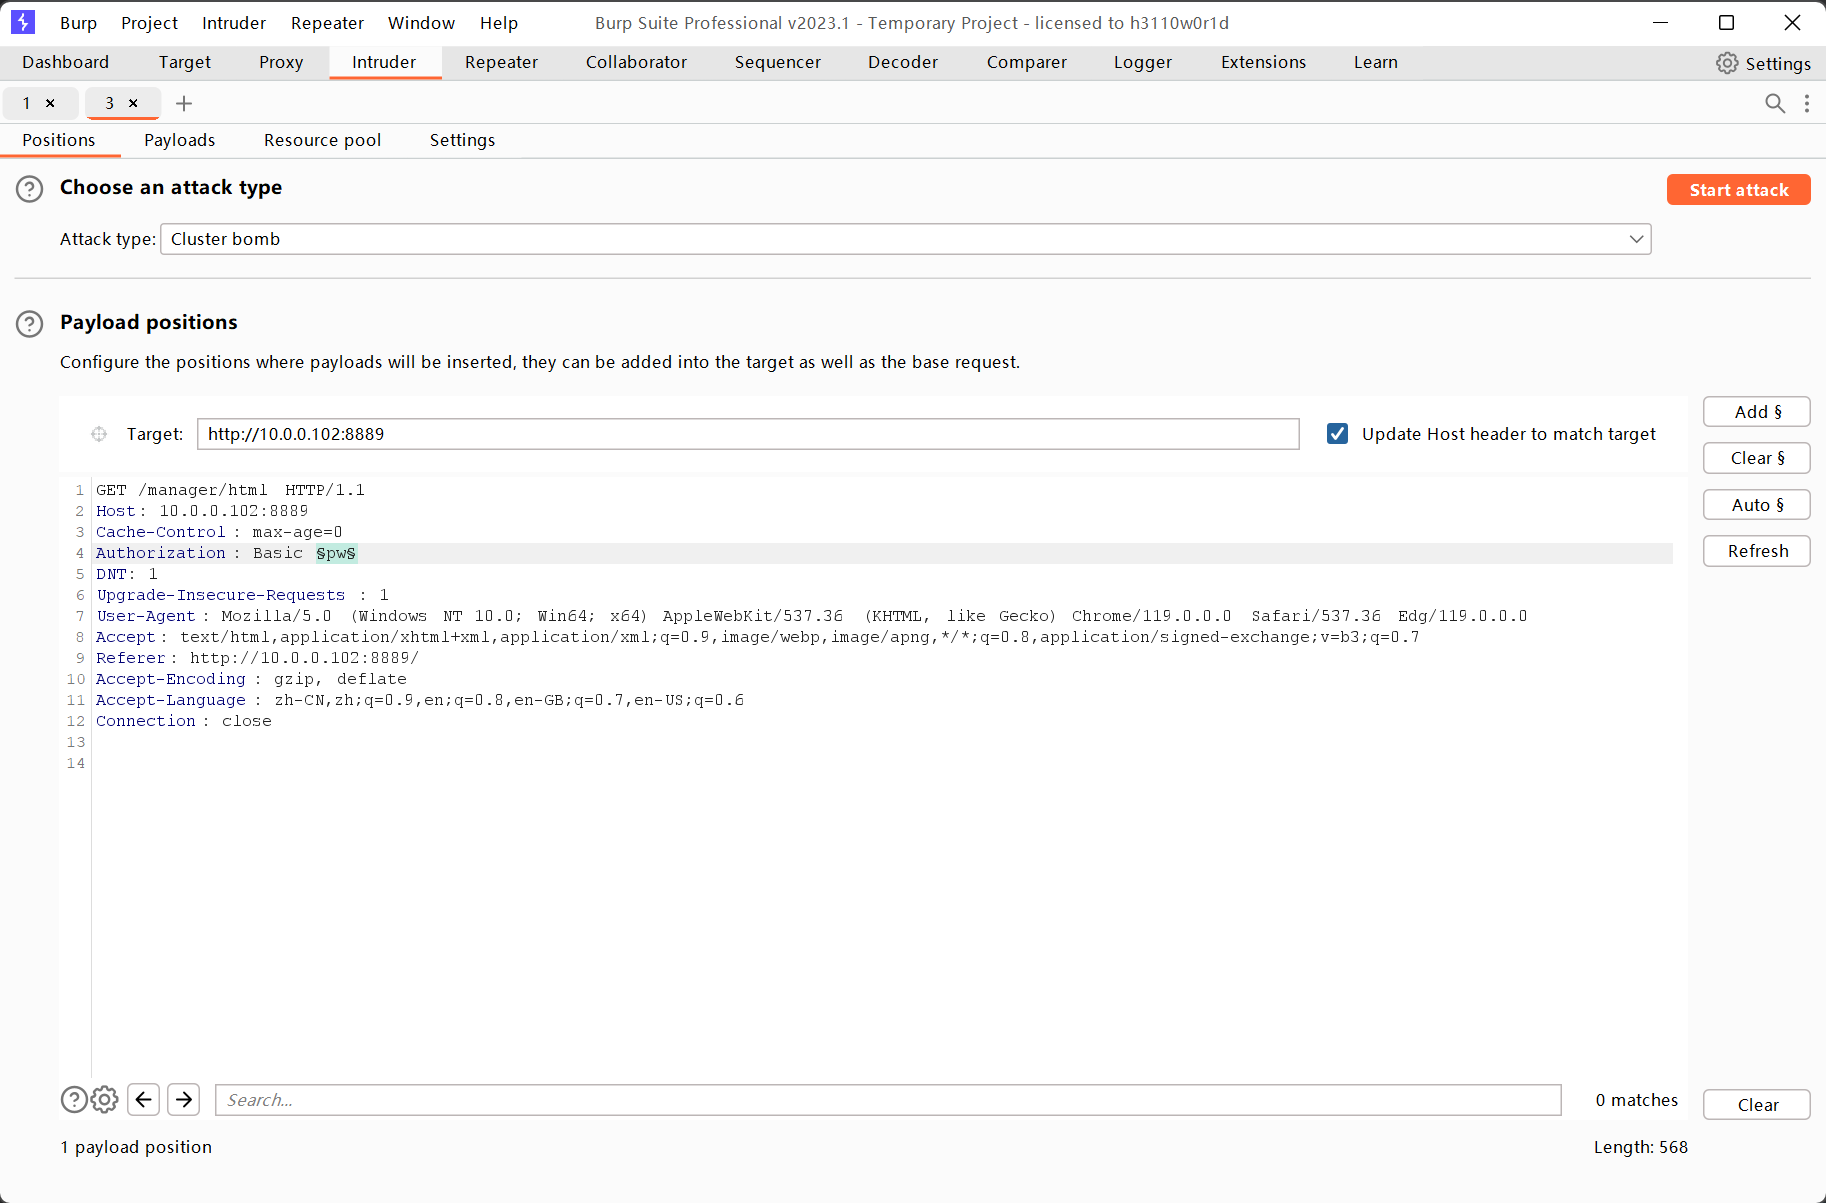 Burp Project Intruder Repeater Window Help Burp Suite Professional v2023.1 - Temporary Project - licensed to h3110w0r1d
Dashboard Target Proxy Intruder Repeater Collaborator Sequencer Decoder Comparer Logger Extensions Learn Settings
1 × 3 × +
Positions Payloads Resource pool Settings
? Choose an attack type Start attack
Attack type: Cluster bomb
? Payload positions
Configure the positions where payloads will be inserted, they can be added into the target as well as the base request.
Target: http://10.0.0.102:8889 Update Host header to match target
Add §
Clear §
Auto §
Refresh
1 GET /manager/html HTTP/1.1
2 Host: 10.0.0.102:8889
3 Cache-Control: max-age=0
4 Authorization: Basic §pw§
5 DNT: 1
6 Upgrade-Insecure-Requests: 1
7 User-Agent: Mozilla/5.0 (Windows NT 10.0; Win64; x64) AppleWebKit/537.36 (KHTML, like Gecko) Chrome/119.0.0.0 Safari/537.36 Edg/119.0.0.0
8 Accept: text/html,application/xhtml+xml,application/xml;q=0.9,image/webp,image/apng,*/*;q=0.8,application/signed-exchange;v=b3;q=0.7
9 Referer: http://10.0.0.102:8889/
10 Accept-Encoding: gzip, deflate
11 Accept-Language: zh-CN,zh;q=0.9,en;q=0.8,en-GB;q=0.7,en-US;q=0.6
12 Connection: close
13
14
? Search... 0 matches Clear
1 payload position Length: 568